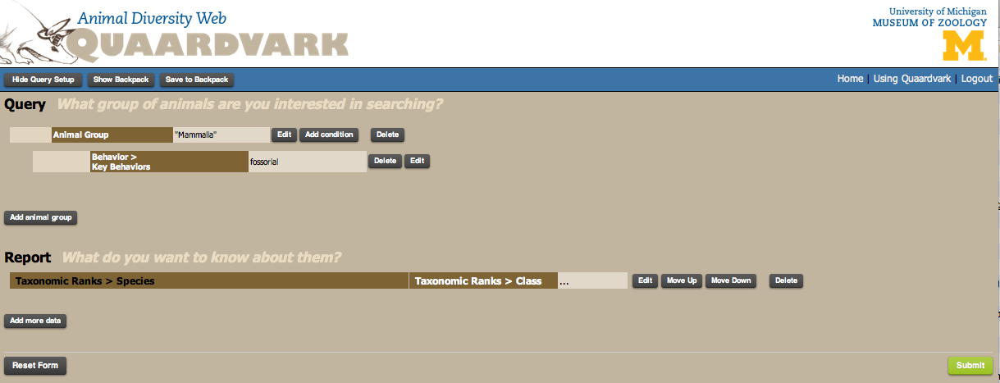 Animal Diversity Web
QUAARDVARK
University of Michigan
MUSEUM OF ZOOLOGY
M
Hide Query Setup Show Backpack Save to Backpack Home | Using Quaardvark | Logout
Query What group of animals are you interested in searching?
Animal Group "Mammalia" Edit Add condition Delete
Behavior >
Key Behaviors fossorial Delete Edit
Add animal group
Report What do you want to know about them?
Taxonomic Ranks > Species Taxonomic Ranks > Class ... Edit Move Up Move Down Delete
Add more data
Reset Form Submit